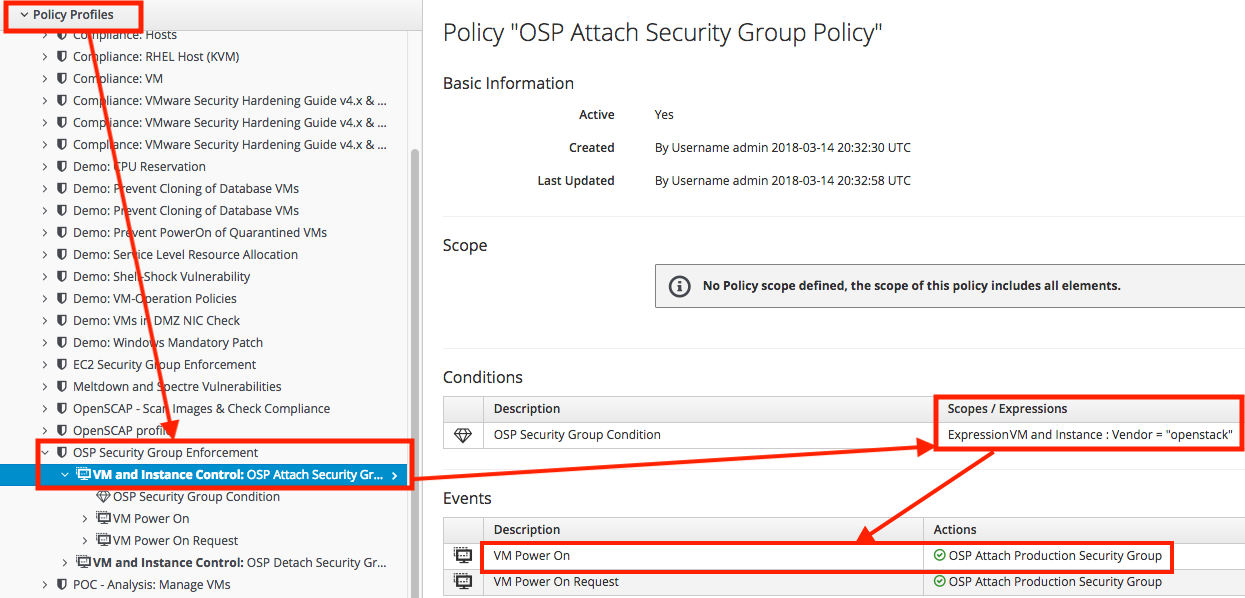 Policy Profiles
Compliance: Hosts
Compliance: RHEL Host (KVM)
Compliance: VM
Compliance: VMware Security Hardening Guide v4.x & ...
Compliance: VMware Security Hardening Guide v4.x & ...
Compliance: VMware Security Hardening Guide v4.x & ...
Demo: CPU Reservation
Demo: Prevent Cloning of Database VMs
Demo: Prevent Cloning of Database VMs
Demo: Prevent PowerOn of Quarantined VMs
Demo: Service Level Resource Allocation
Demo: Shell-Shock Vulnerability
Demo: VM-Operation Policies
Demo: VMs in DMZ NIC Check
Demo: Windows Mandatory Patch
EC2 Security Group Enforcement
Meltdown and Spectre Vulnerabilities
OpenSCAP - Scan Images & Check Compliance
OpenSCAP profile
OSP Security Group Enforcement
VM and Instance Control: OSP Attach Security Gr...
OSP Security Group Condition
VM Power On
VM Power On Request
VM and Instance Control: OSP Detach Security Gr...
POC - Analysis: Manage VMs
Policy "OSP Attach Security Group Policy"
Basic Information
Active Yes
Created By Username admin 2018-03-14 20:32:30 UTC
Last Updated By Username admin 2018-03-14 20:32:58 UTC
Scope
No Policy scope defined, the scope of this policy includes all elements.
Conditions
Description Scopes / Expressions
OSP Security Group Condition ExpressionVM and Instance : Vendor = "openstack"
Events
Description Actions
VM Power On OSP Attach Production Security Group
VM Power On Request OSP Attach Production Security Group